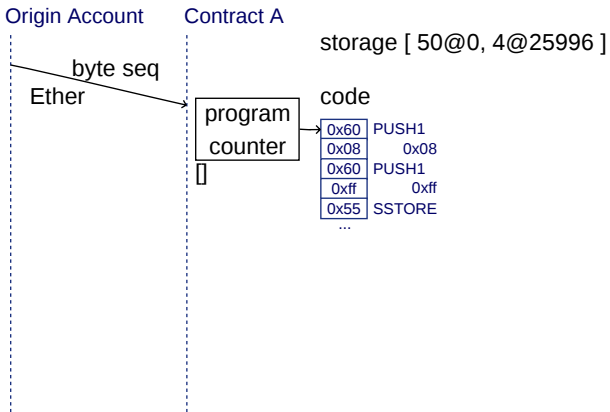 Origin Account
Contract A
storage [ 50@0, 4@25996 ]
byte seq
Ether
program
counter
[]
code
0x60 PUSH1
0x08 0x08
0x60 PUSH1
0xff 0xff
0x55 SSTORE
...